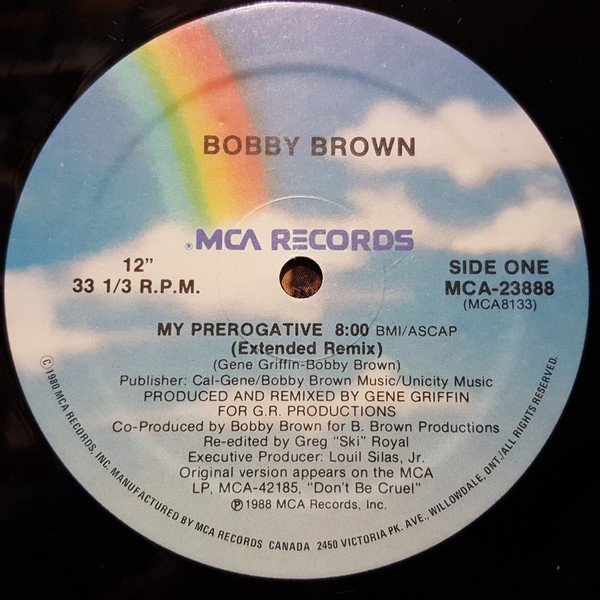 BOBBY BROWN
®MCA RECORDS
12"
33 1/3 R.P.M.
SIDE ONE
MCA-23888
(MCA8133)
MY PREROGATIVE 8:00 BMI/ASCAP
(Extended Remix)
(Gene Griffin-Bobby Brown)
Publisher: Cal-Gene/Bobby Brown Music/Unicity Music
PRODUCED AND REMIXED BY GENE GRIFFIN
FOR G.R. PRODUCTIONS
Co-Produced by Bobby Brown for B. Brown Productions
Re-edited by Greg "Ski" Royal
Executive Producer: Louil Silas, Jr.
Original version appears on the MCA
LP, MCA-42185, "Don't Be Cruel"
℗1988 MCA Records, Inc.
©1980 MCA RECORDS, INC. MANUFACTURED BY MCA RECORDS CANADA 2450 VICTORIA PK. AVE., WILLOWDALE, ONT./ALL RIGHTS RESERVED.